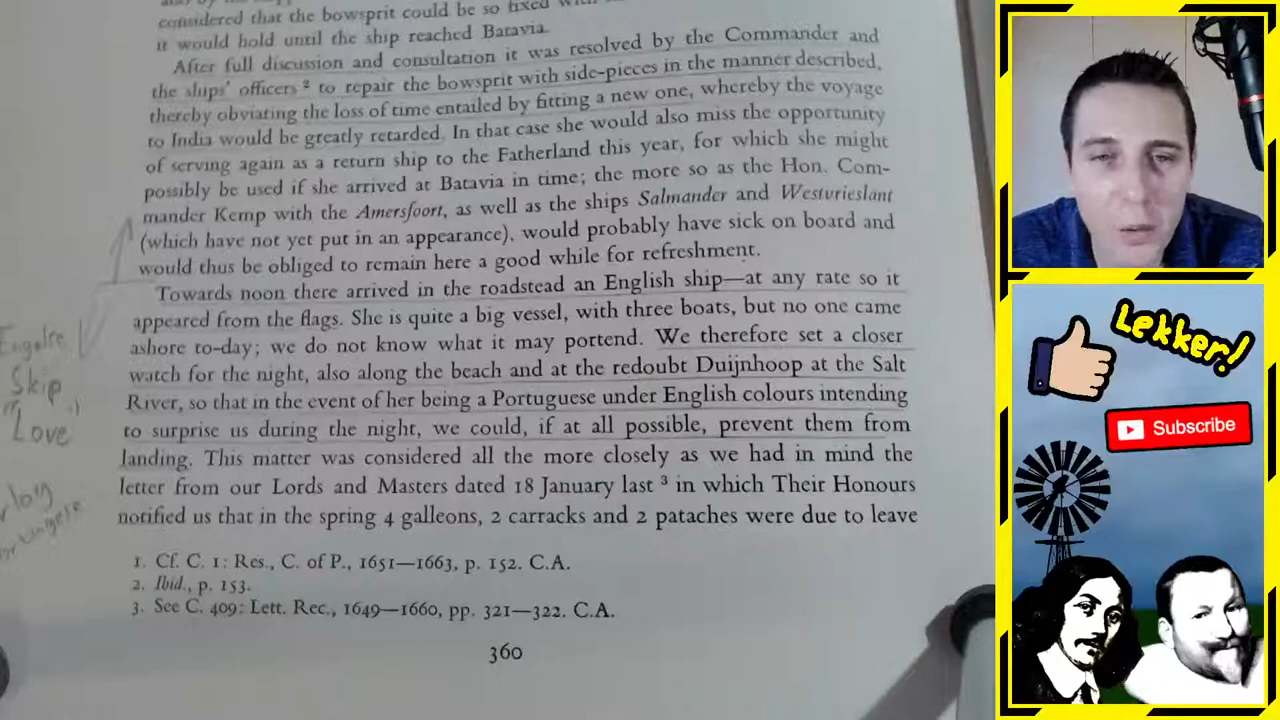 considered that the bowsprit could be so fixed with
it would hold until the ship reached Batavia.
After full discussion and consultation it was resolved by the Commander and
the ships' officers ² to repair the bowsprit with side-pieces in the manner described,
thereby obviating the loss of time entailed by fitting a new one, whereby the voyage
to India would be greatly retarded. In that case she would also miss the opportunity
of serving again as a return ship to the Fatherland this year, for which she might
possibly be used if she arrived at Batavia in time; the more so as the Hon. Com-
mander Kemp with the Amersfoort, as well as the ships Salmander and Westvrieslant
(which have not yet put in an appearance), would probably have sick on board and
would thus be obliged to remain here a good while for refreshment.
Towards noon there arrived in the roadstead an English ship—at any rate so it
appeared from the flags. She is quite a big vessel, with three boats, but no one came
ashore to-day; we do not know what it may portend. We therefore set a closer
watch for the night, also along the beach and at the redoubt Duijnhoop at the Salt
River, so that in the event of her being a Portuguese under English colours intending
to surprise us during the night, we could, if at all possible, prevent them from
landing. This matter was considered all the more closely as we had in mind the
letter from our Lords and Masters dated 18 January last ³ in which Their Honours
notified us that in the spring 4 galleons, 2 carracks and 2 pataches were due to leave
1. Cf. C. 1: Res., C. of P., 1651—1663, p. 152. C.A.
2. Ibid., p. 153.
3. See C. 409: Lett. Rec., 1649—1660, pp. 321—322. C.A.
360
Engelse
Skip
"Love"
Lekker!
Subscribe